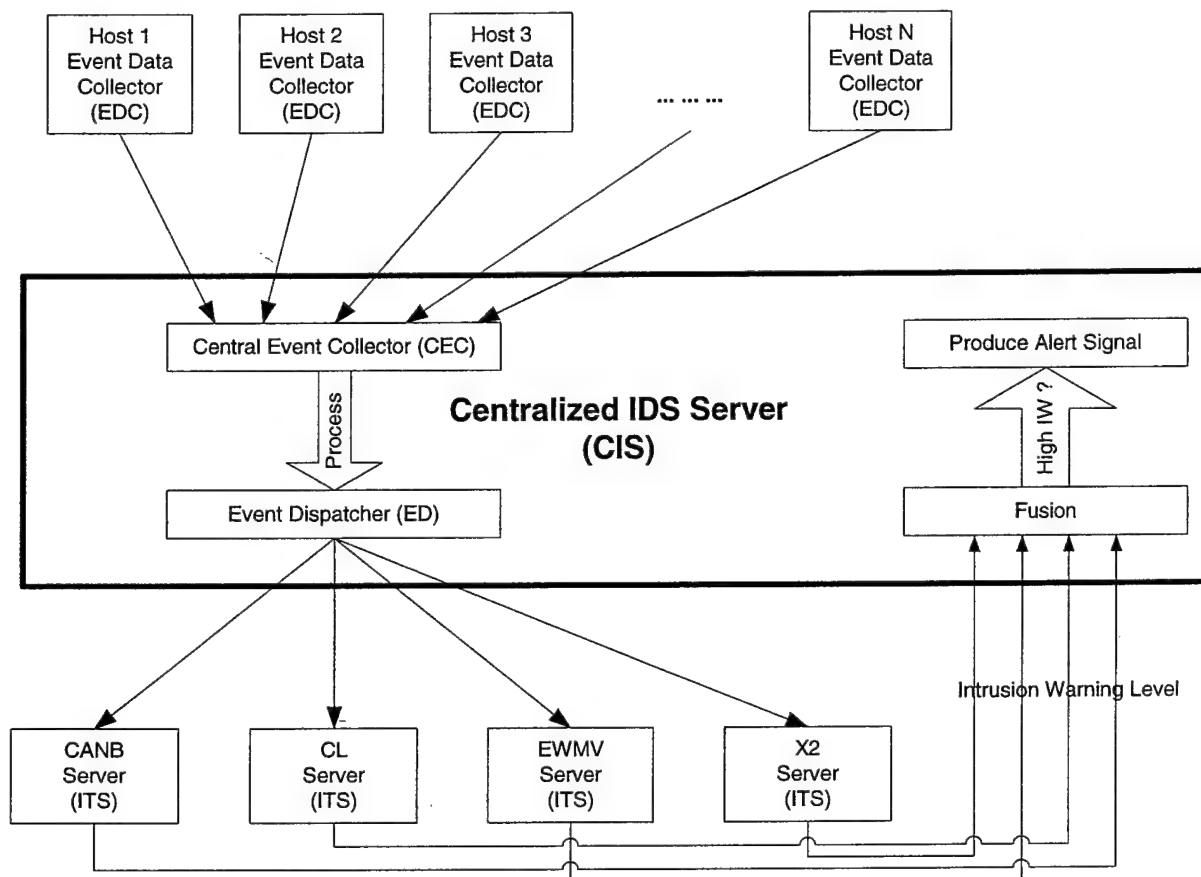 Host 1
Event Data
Collector
(EDC)
Host 2
Event Data
Collector
(EDC)
Host 3
Event Data
Collector
(EDC)
... ... ...
Host N
Event Data
Collector
(EDC)
Central Event Collector (CEC)
Process
Event Dispatcher (ED)
Centralized IDS Server
(CIS)
Produce Alert Signal
High IW ?
Fusion
Intrusion Warning Level
CANB
Server
(ITS)
CL
Server
(ITS)
EWMV
Server
(ITS)
X2
Server
(ITS)